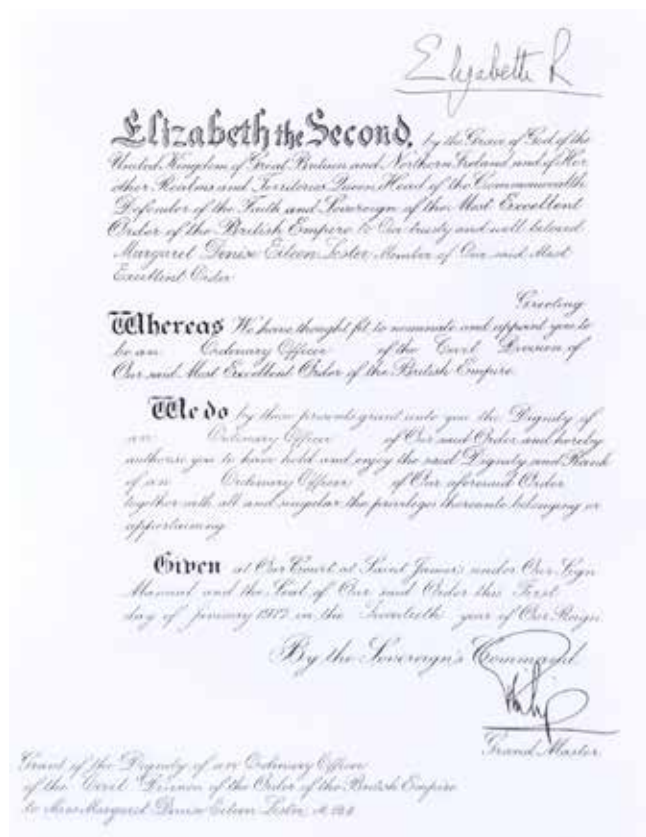 Elizabeth R
Elizabeth the Second, by the Grace of God of the
United Kingdom of Great Britain and Northern Ireland and of Her
other Realms and Territories Queen, Head of the Commonwealth
Defender of the Faith and Sovereign of the Most Excellent
Order of the British Empire to Our trusty and well beloved
Margaret Denise Eileen Lester Member of Our said Most
Excellent Order
Greeting
Whereas We have thought fit to nominate and appoint you to
be an Ordinary Officer of the Civil Division of
Our said Most Excellent Order of the British Empire
We do by these presents grant unto you the Dignity of
an Ordinary Officer of Our said Order and hereby
authorise you to have hold and enjoy the said Dignity and Rank
of an Ordinary Officer of Our aforesaid Order
together with all and singular the privileges thereunto belonging or
appertaining
Given at Our Court at Saint James's under Our Sign
Manual and the Seal of Our said Order this First
day of January in the year of Our Reign
By the Sovereign's Command
Philip
Grand Master
Grant of the Dignity of an Ordinary Officer
of the Civil Division of the Order of the British Empire
to Margaret Denise Eileen Lester